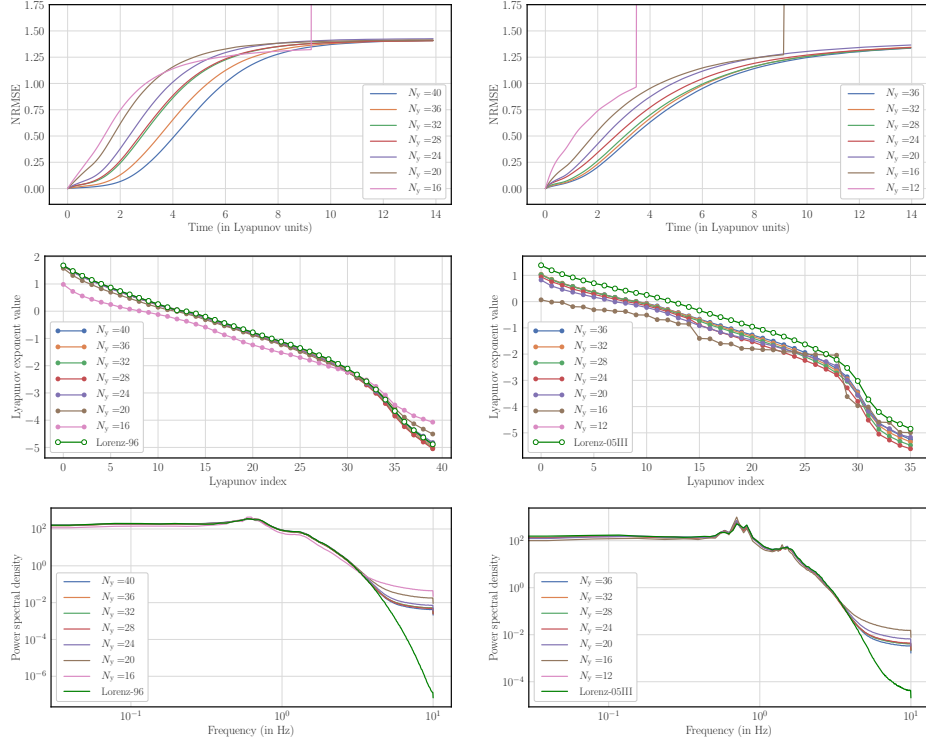 1.75
1.50
1.25
1.00
0.75
0.50
0.25
0.00
NRMSE
0 2 4 6 8 10 12 14
Time (in Lyapunov units)
N_y =40
N_y =36
N_y =32
N_y =28
N_y =24
N_y =20
N_y =16
1.75
1.50
1.25
1.00
0.75
0.50
0.25
0.00
NRMSE
0 2 4 6 8 10 12 14
Time (in Lyapunov units)
N_y =36
N_y =32
N_y =28
N_y =24
N_y =20
N_y =16
N_y =12
2
1
0
−1
−2
−3
−4
−5
Lyapunov exponent value
0 5 10 15 20 25 30 35 40
Lyapunov index
N_y =40
N_y =36
N_y =32
N_y =28
N_y =24
N_y =20
N_y =16
Lorenz-96
1
0
−1
−2
−3
−4
−5
Lyapunov exponent value
0 5 10 15 20 25 30 35
Lyapunov index
N_y =36
N_y =32
N_y =28
N_y =24
N_y =20
N_y =16
N_y =12
Lorenz-05III
10^2
10^0
10^−2
10^−4
10^−6
Power spectral density
10^−1 10^0 10^1
Frequency (in Hz)
N_y =40
N_y =36
N_y =32
N_y =28
N_y =24
N_y =20
N_y =16
Lorenz-96
10^2
10^0
10^−2
10^−4
Power spectral density
10^−1 10^0 10^1
Frequency (in Hz)
N_y =36
N_y =32
N_y =28
N_y =24
N_y =20
N_y =16
N_y =12
Lorenz-05III